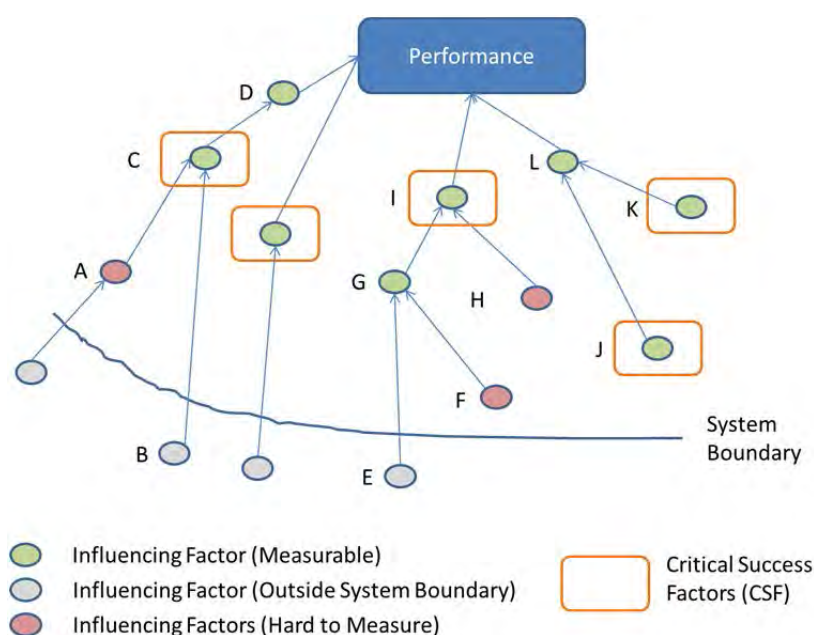 Performance
D
C
L
I
K
A
G
H
J
F
System
Boundary
B
E
Influencing Factor (Measurable)
Influencing Factor (Outside System Boundary)
Influencing Factors (Hard to Measure)
Critical Success
Factors (CSF)